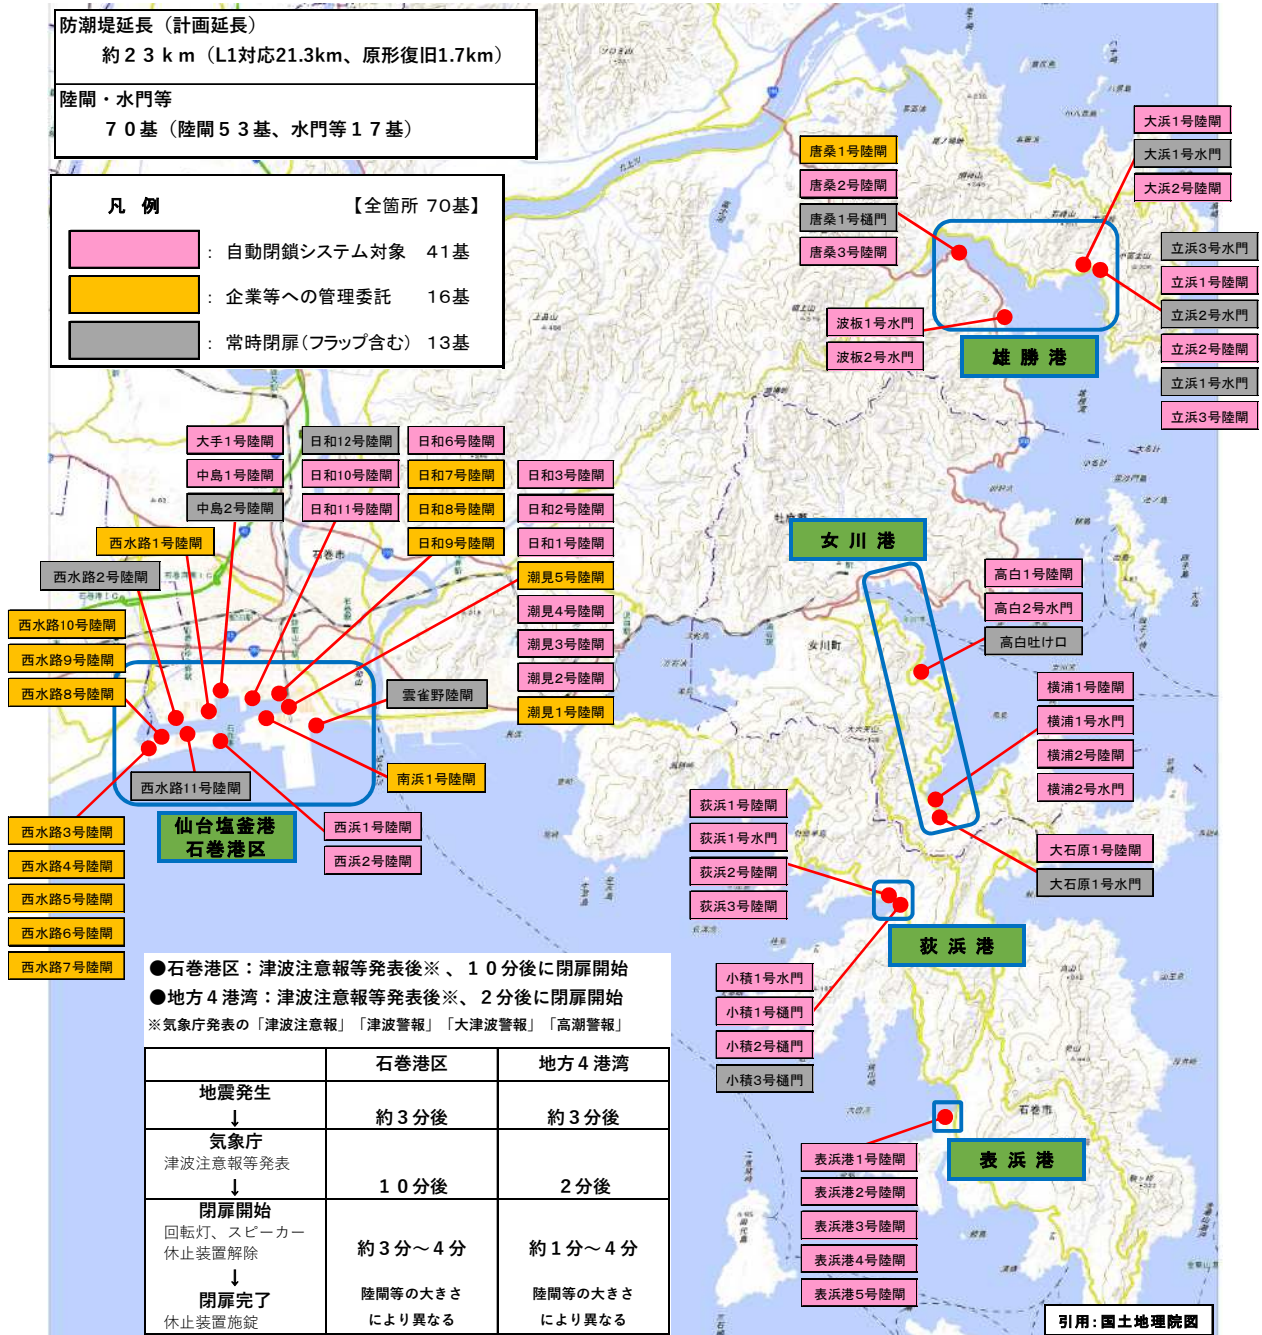 防潮堤延長（計画延長）
約２３ｋｍ（L1対応21.3km、原形復旧1.7km）
陸閘・水門等
７０基（陸閘５３基、水門等１７基）
凡 例
【全箇所 70基】
：自動閉鎖システム対象 41基
：企業等への管理委託 16基
：常時閉扉(フラップ含む) 13基
大浜1号陸閘
大浜1号水門
大浜2号陸閘
唐桑1号陸閘
唐桑2号陸閘
唐桑1号樋門
唐桑3号陸閘
立浜3号水門
立浜1号陸閘
立浜2号水門
立浜2号陸閘
立浜1号水門
立浜3号陸閘
波板1号水門
波板2号水門
雄勝港
大手1号陸閘
中島1号陸閘
中島2号陸閘
日和12号陸閘
日和10号陸閘
日和11号陸閘
日和6号陸閘
日和7号陸閘
日和8号陸閘
日和9号陸閘
日和3号陸閘
日和2号陸閘
日和1号陸閘
潮見5号陸閘
潮見4号陸閘
潮見3号陸閘
潮見2号陸閘
潮見1号陸閘
西水路1号陸閘
西水路2号陸閘
西水路10号陸閘
西水路9号陸閘
西水路8号陸閘
雲雀野陸閘
南浜1号陸閘
西水路11号陸閘
仙台塩釜港
石巻港区
西浜1号陸閘
西浜2号陸閘
西水路3号陸閘
西水路4号陸閘
西水路5号陸閘
西水路6号陸閘
西水路7号陸閘
石巻市
女川港
女川町
高白1号陸閘
高白2号水門
高白吐け口
横浦1号陸閘
横浦1号水門
横浦2号陸閘
横浦2号水門
大石原1号陸閘
大石原1号水門
荻浜1号陸閘
荻浜1号水門
荻浜2号陸閘
荻浜3号陸閘
荻浜港
小積1号水門
小積1号樋門
小積2号樋門
小積3号樋門
石巻市
表浜港
表浜港1号陸閘
表浜港2号陸閘
表浜港3号陸閘
表浜港4号陸閘
表浜港5号陸閘
●石巻港区：津波注意報等発表後※、１０分後に閉扉開始
●地方４港湾：津波注意報等発表後※、２分後に閉扉開始
※気象庁発表の「津波注意報」「津波警報」「大津波警報」「高潮警報」
石巻港区 地方４港湾
地震発生
↓ 約３分後 約３分後
気象庁
津波注意報等発表
↓ １０分後 ２分後
閉扉開始
回転灯、スピーカー
休止装置解除 約３分～４分 約１分～４分
↓ 陸閘等の大きさ 陸閘等の大きさ
閉扉完了 により異なる により異なる
休止装置施錠
引用：国土地理院図